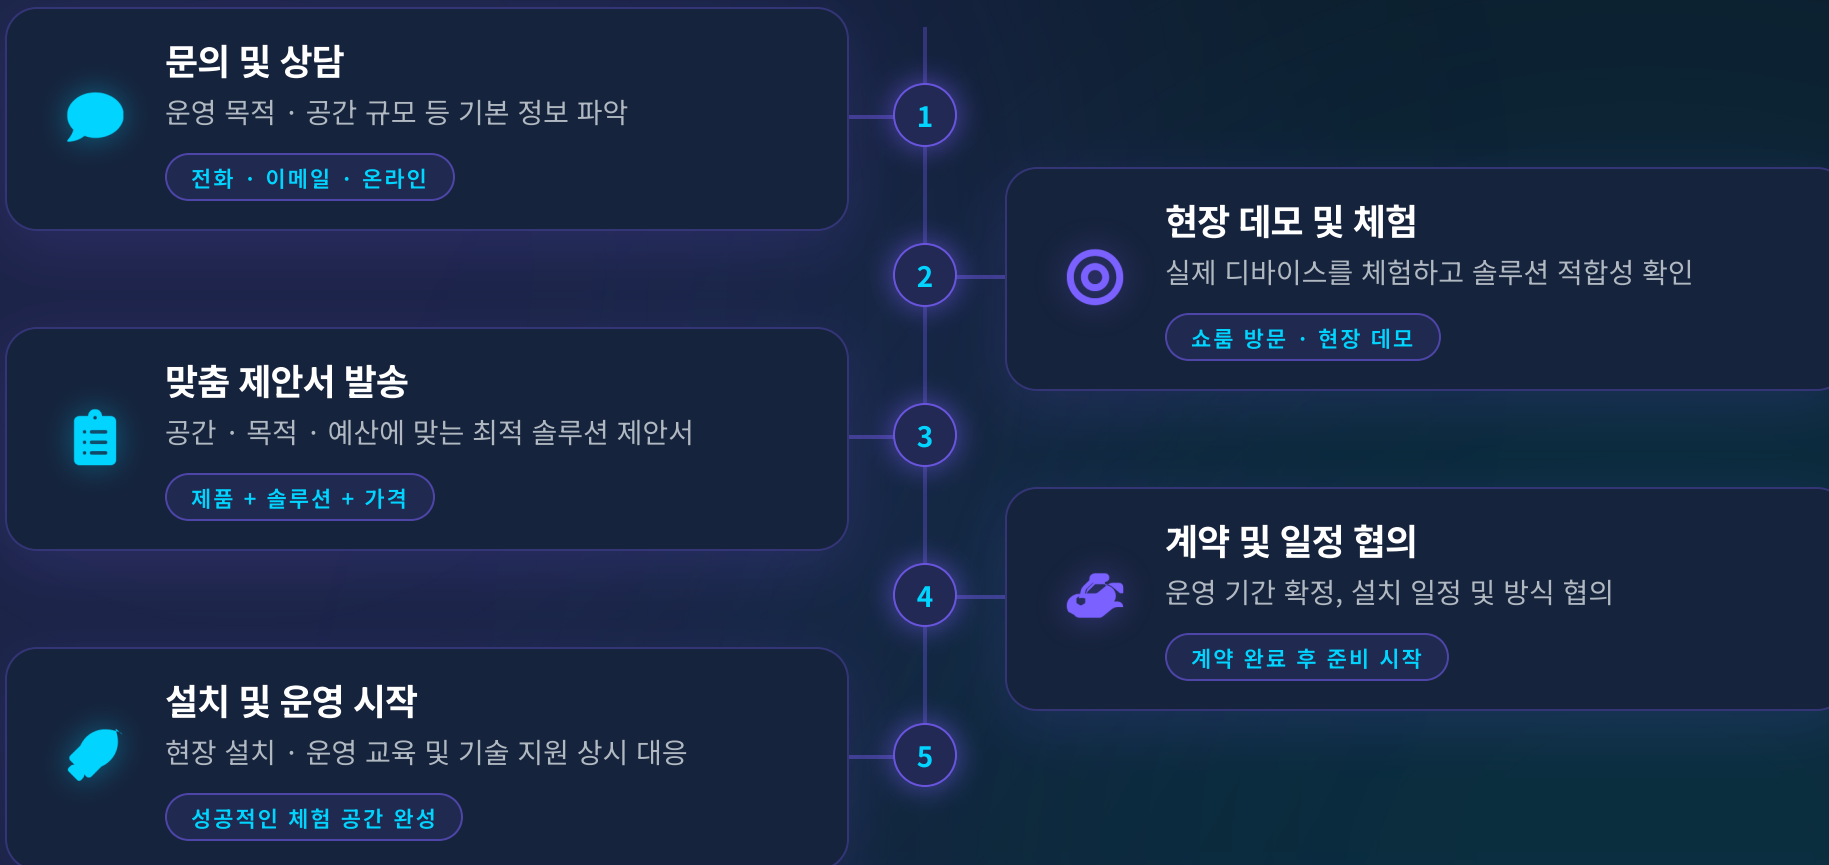 문의 및 상담
운영 목적 · 공간 규모 등 기본 정보 파악
전화 · 이메일 · 온라인
1
현장 데모 및 체험
실제 디바이스를 체험하고 솔루션 적합성 확인
쇼룸 방문 · 현장 데모
2
맞춤 제안서 발송
공간 · 목적 · 예산에 맞는 최적 솔루션 제안서
제품 + 솔루션 + 가격
3
계약 및 일정 협의
운영 기간 확정, 설치 일정 및 방식 협의
계약 완료 후 준비 시작
4
설치 및 운영 시작
현장 설치 · 운영 교육 및 기술 지원 상시 대응
성공적인 체험 공간 완성
5